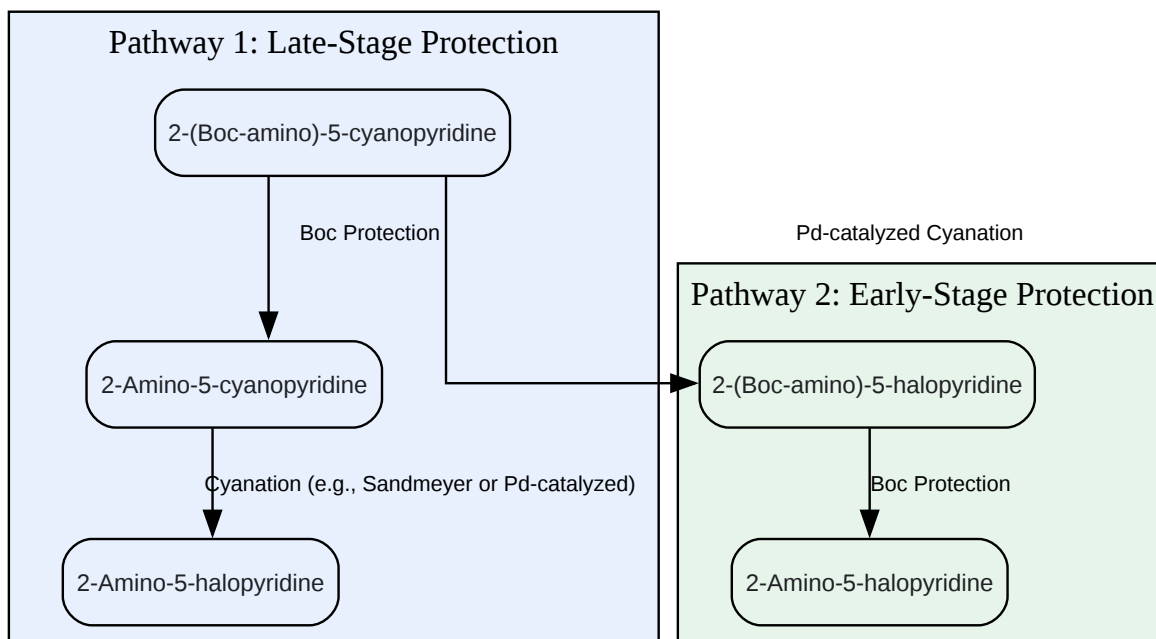 Pathway 1: Late-Stage Protection
2-(Boc-amino)-5-cyanopyridine
Boc Protection
Pd-catalyzed Cyanation
Pathway 2: Early-Stage Protection
2-Amino-5-cyanopyridine
2-(Boc-amino)-5-halopyridine
Cyanation (e.g., Sandmeyer or Pd-catalyzed)
Boc Protection
2-Amino-5-halopyridine
2-Amino-5-halopyridine